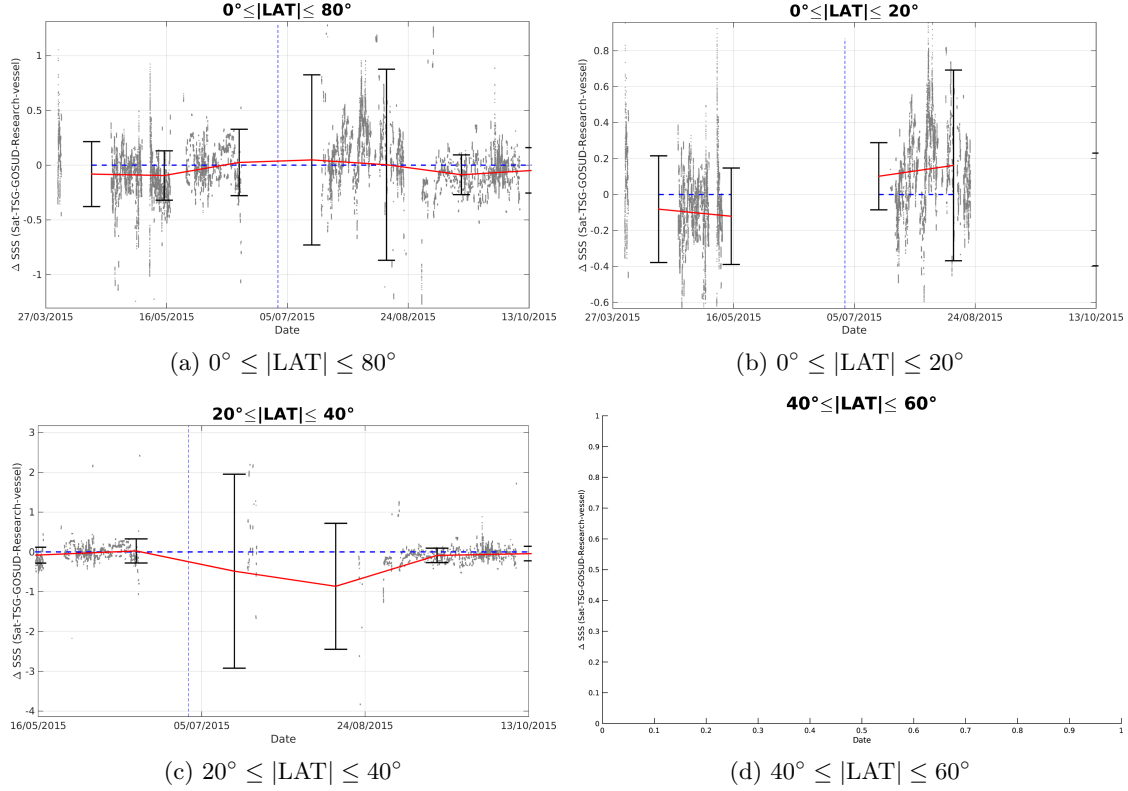 0°≤|LAT|≤ 80°
1
0.5
0
-0.5
-1
Δ SSS (Sat-TSG-GOSUD-Research-vessel)
27/03/2015 16/05/2015 05/07/2015 24/08/2015 13/10/2015
Date
(a) 0° ≤ |LAT| ≤ 80°
0°≤|LAT|≤ 20°
0.8
0.6
0.4
0.2
0
-0.2
-0.4
-0.6
Δ SSS (Sat-TSG-GOSUD-Research-vessel)
27/03/2015 16/05/2015 05/07/2015 24/08/2015 13/10/2015
Date
(b) 0° ≤ |LAT| ≤ 20°
20°≤|LAT|≤ 40°
3
2
1
0
-1
-2
-3
-4
Δ SSS (Sat-TSG-GOSUD-Research-vessel)
16/05/2015 05/07/2015 24/08/2015 13/10/2015
Date
(c) 20° ≤ |LAT| ≤ 40°
40°≤|LAT|≤ 60°
1
0.9
0.8
0.7
0.6
0.5
0.4
0.3
0.2
0.1
0
Δ SSS (Sat-TSG-GOSUD-Research-vessel)
0 0.1 0.2 0.3 0.4 0.5 0.6 0.7 0.8 0.9 1
Date
(d) 40° ≤ |LAT| ≤ 60°